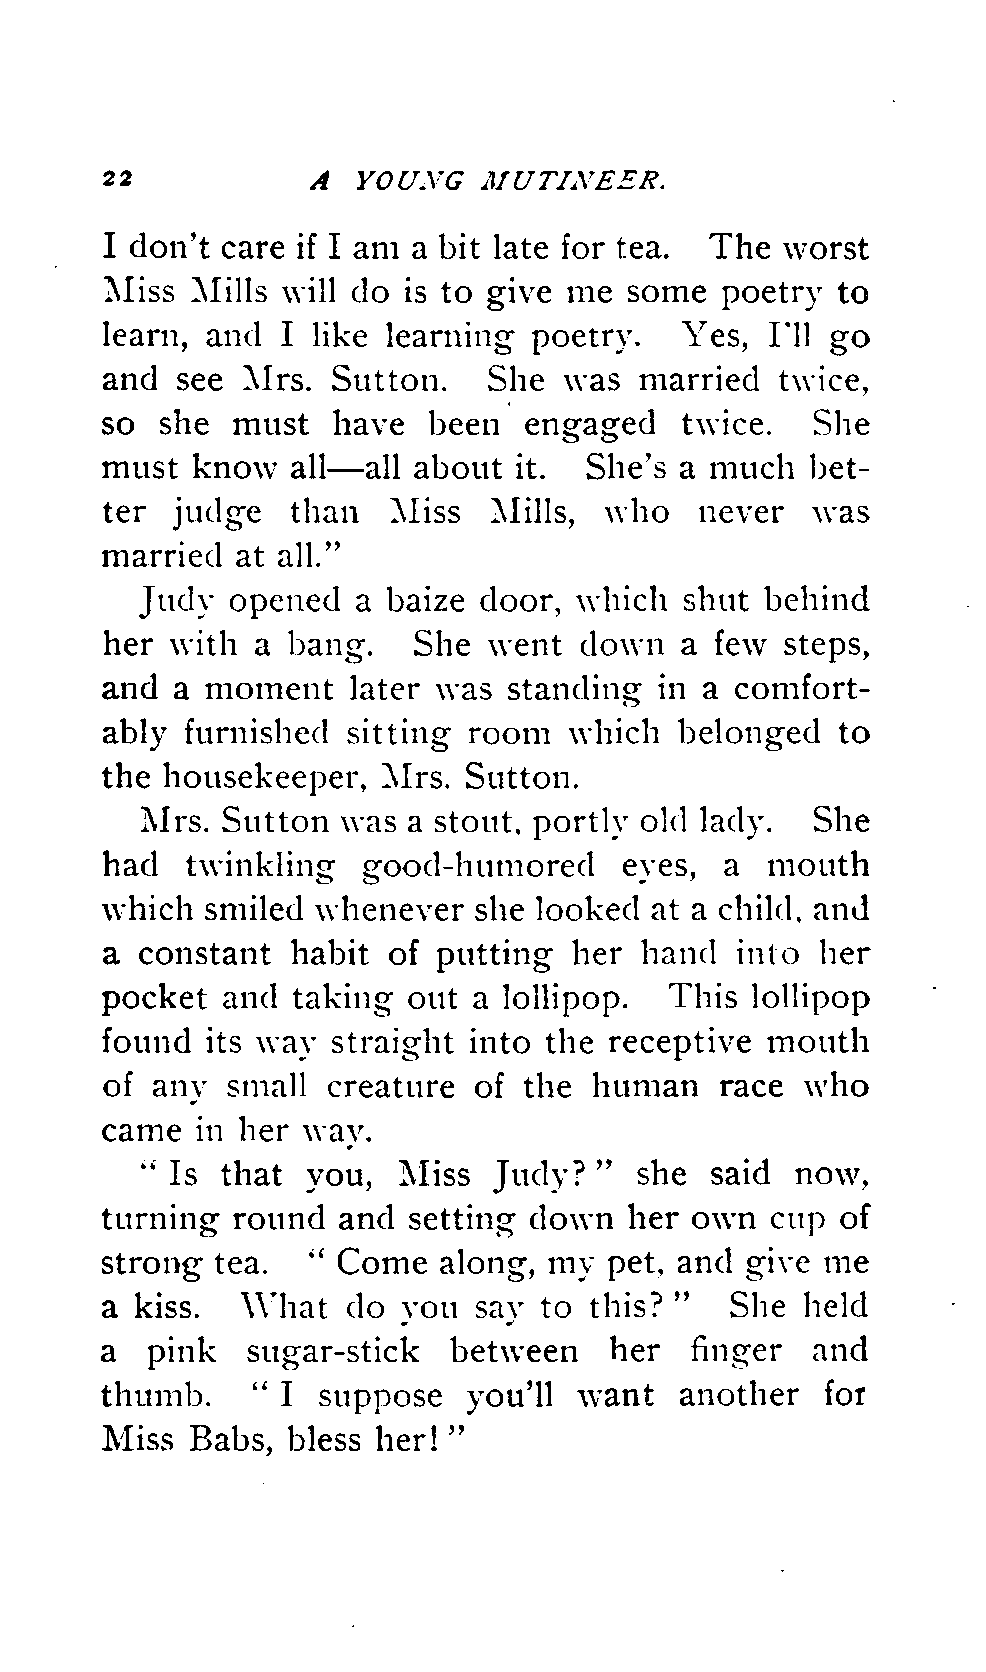 22 A YOUNG MUTINEER.
I don't care if I am a bit late for tea. The worst
Miss Mills will do is to give me some poetry to
learn, and I like learning poetry. Yes, I'll go
and see Mrs. Sutton. She was married twice,
so she must have been engaged twice. She
must know all—all about it. She's a much bet-
ter judge than Miss Mills, who never was
married at all."
Judy opened a baize door, which shut behind
her with a bang. She went down a few steps,
and a moment later was standing in a comfort-
ably furnished sitting room which belonged to
the housekeeper, Mrs. Sutton.
Mrs. Sutton was a stout, portly old lady. She
had twinkling good-humored eyes, a mouth
which smiled whenever she looked at a child, and
a constant habit of putting her hand into her
pocket and taking out a lollipop. This lollipop
found its way straight into the receptive mouth
of any small creature of the human race who
came in her way.
"Is that you, Miss Judy?" she said now,
turning round and setting down her own cup of
strong tea. "Come along, my pet, and give me
a kiss. What do you say to this?" She held
a pink sugar-stick between her finger and
thumb. "I suppose you'll want another for
Miss Babs, bless her!"